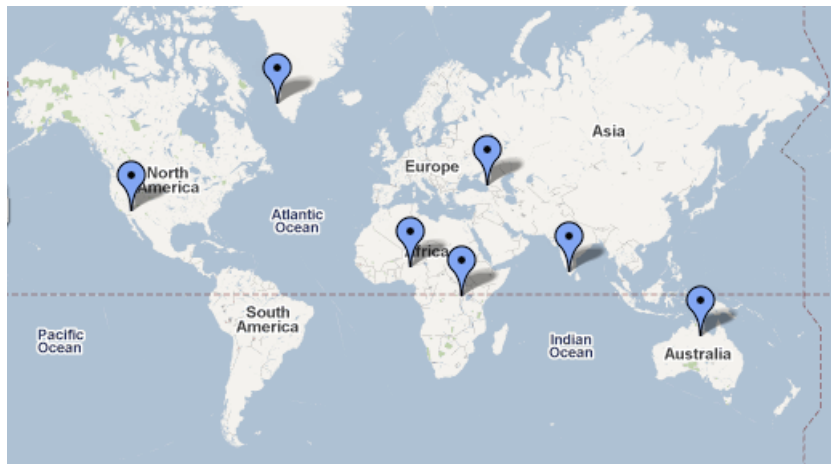 Asia
Europe
North
America
Atlantic
Ocean
Africa
South
America
Pacific
Ocean
Indian
Ocean
Australia